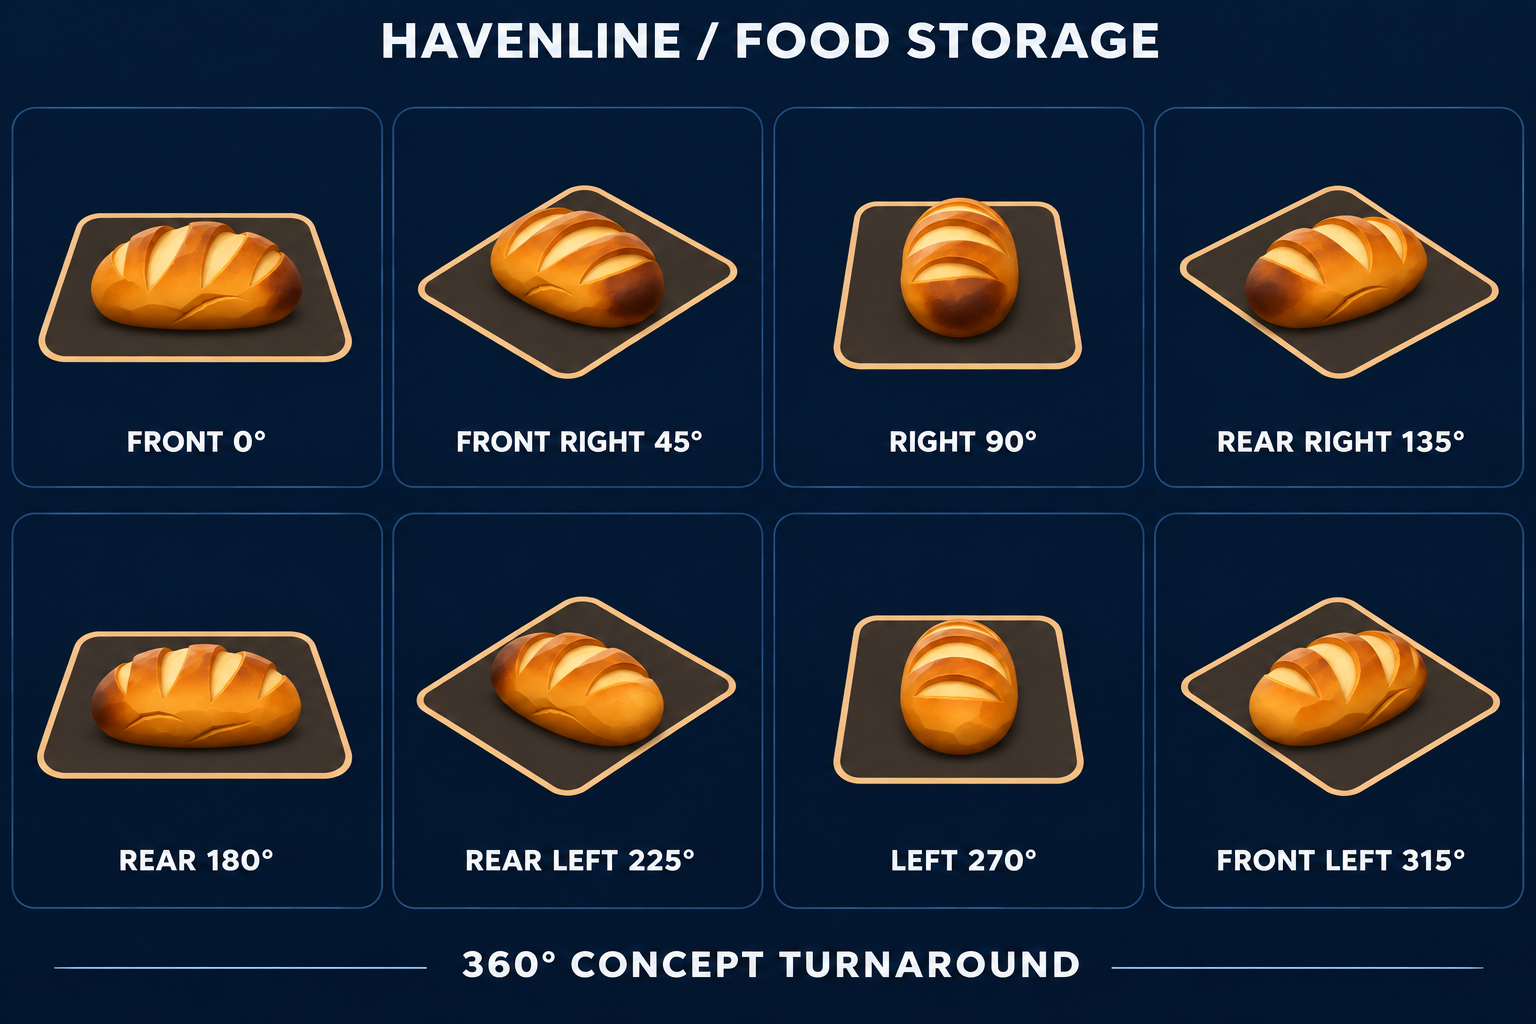 HAVENLINE / FOOD STORAGE
FRONT 0°
FRONT RIGHT 45°
RIGHT 90°
REAR RIGHT 135°
REAR 180°
REAR LEFT 225°
LEFT 270°
FRONT LEFT 315°
360° CONCEPT TURNAROUND